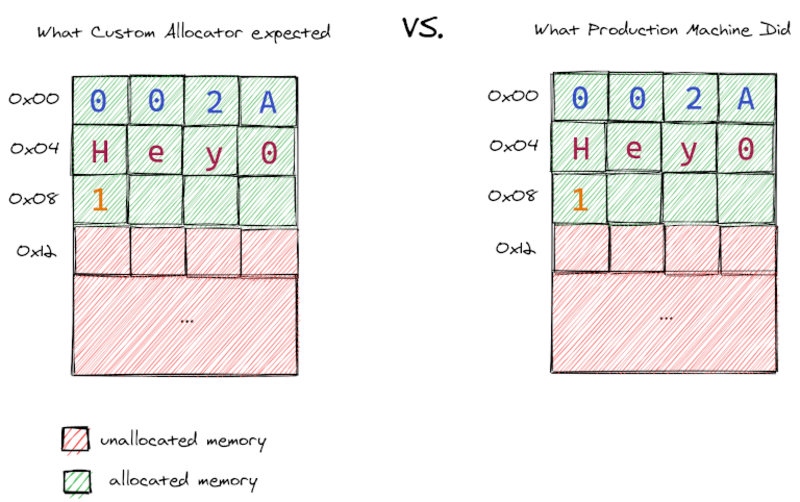 What Custom Allocator expected
vs.
What Production Machine Did
0x00 0 0 2 A
0x04 H e y 0
0x08 1
0x12
...
0x00 0 0 2 A
0x04 H e y 0
0x08 1
0x12
...
unallocated memory
allocated memory